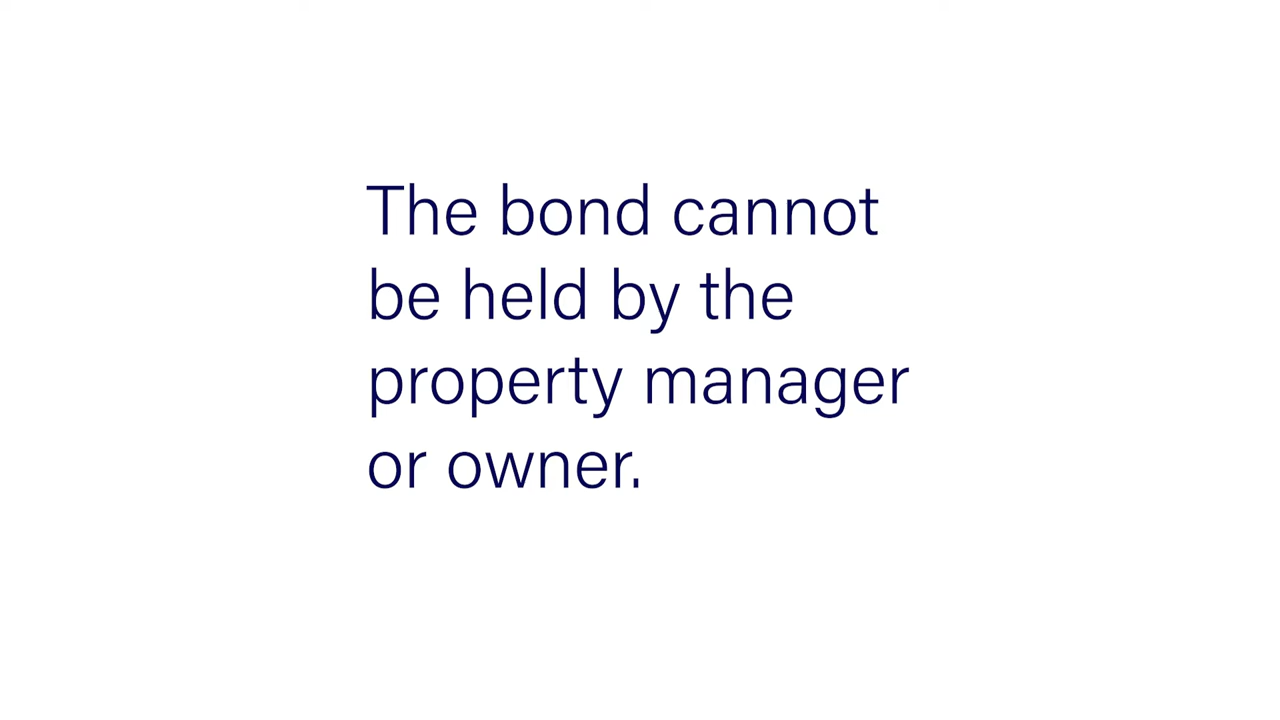 The bond cannot
be held by the
property manager
or owner.